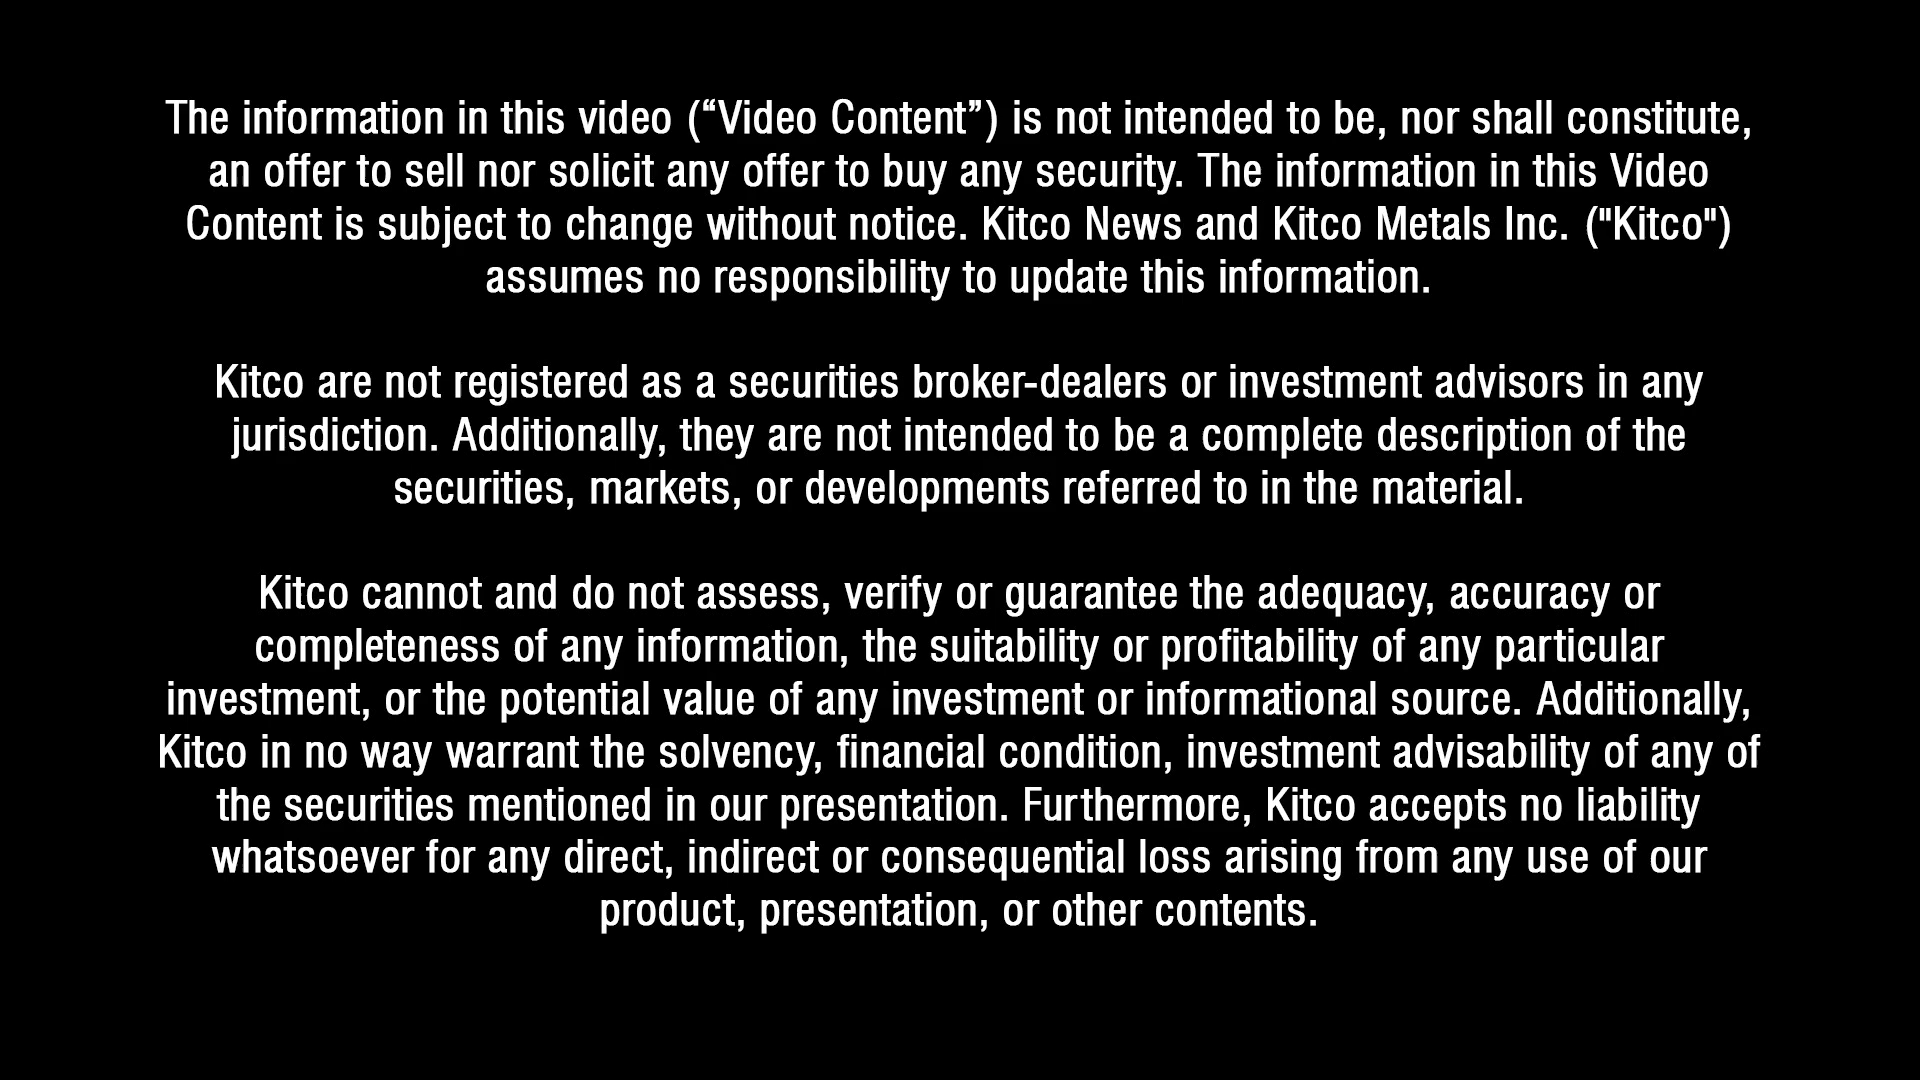 The information in this video (“Video Content”) is not intended to be, nor shall constitute,
an offer to sell nor solicit any offer to buy any security. The information in this Video
Content is subject to change without notice. Kitco News and Kitco Metals Inc. ("Kitco")
assumes no responsibility to update this information.
Kitco are not registered as a securities broker-dealers or investment advisors in any
jurisdiction. Additionally, they are not intended to be a complete description of the
securities, markets, or developments referred to in the material.
Kitco cannot and do not assess, verify or guarantee the adequacy, accuracy or
completeness of any information, the suitability or profitability of any particular
investment, or the potential value of any investment or informational source. Additionally,
Kitco in no way warrant the solvency, financial condition, investment advisability of any of
the securities mentioned in our presentation. Furthermore, Kitco accepts no liability
whatsoever for any direct, indirect or consequential loss arising from any use of our
product, presentation, or other contents.